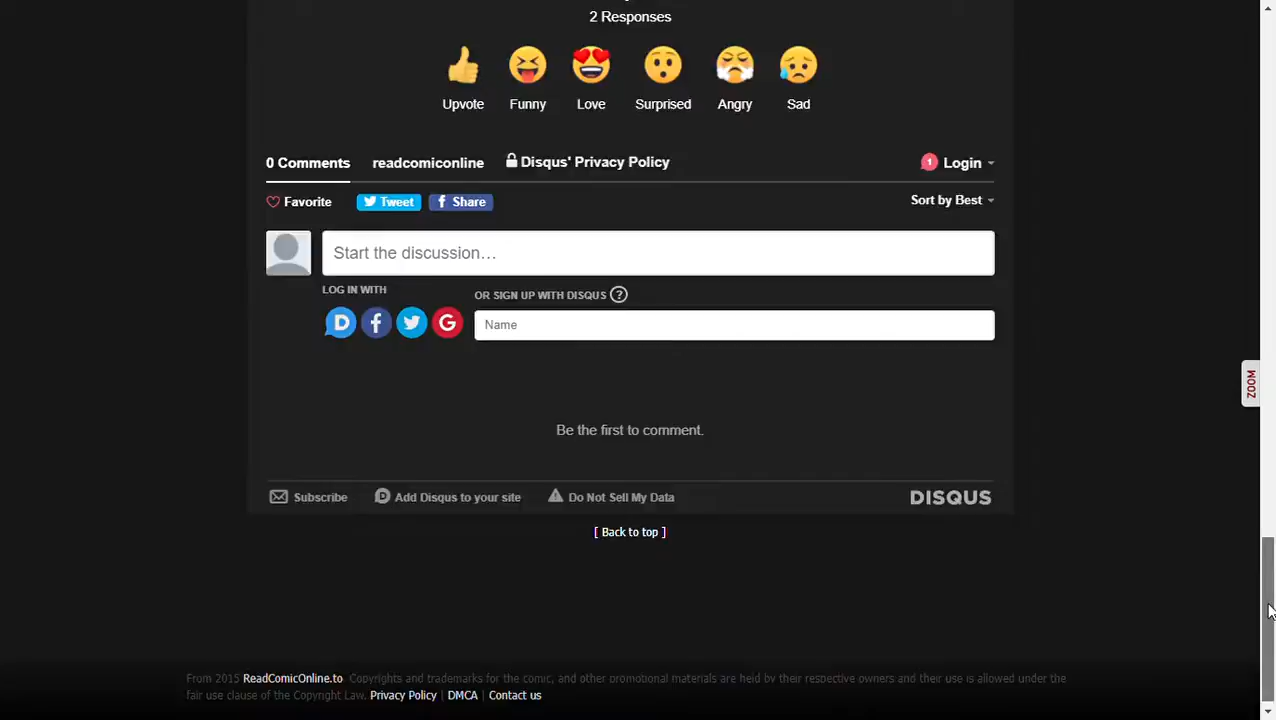 2 Responses
Upvote Funny Love Surprised Angry Sad
0 Comments readcomiconline Disqus' Privacy Policy 1 Login
Favorite Tweet f Share Sort by Best
Start the discussion…
LOG IN WITH OR SIGN UP WITH DISQUS ?
D f G Name
ZOOM
Be the first to comment.
Subscribe D Add Disqus to your site Do Not Sell My Data DISQUS
[ Back to top ]
From 2015 ReadComicOnline.to. Copyrights and trademarks for the comic, and other promotional materials are held by their respective owners and their use is allowed under the
fair use clause of the Copyright Law. Privacy Policy | DMCA | Contact us